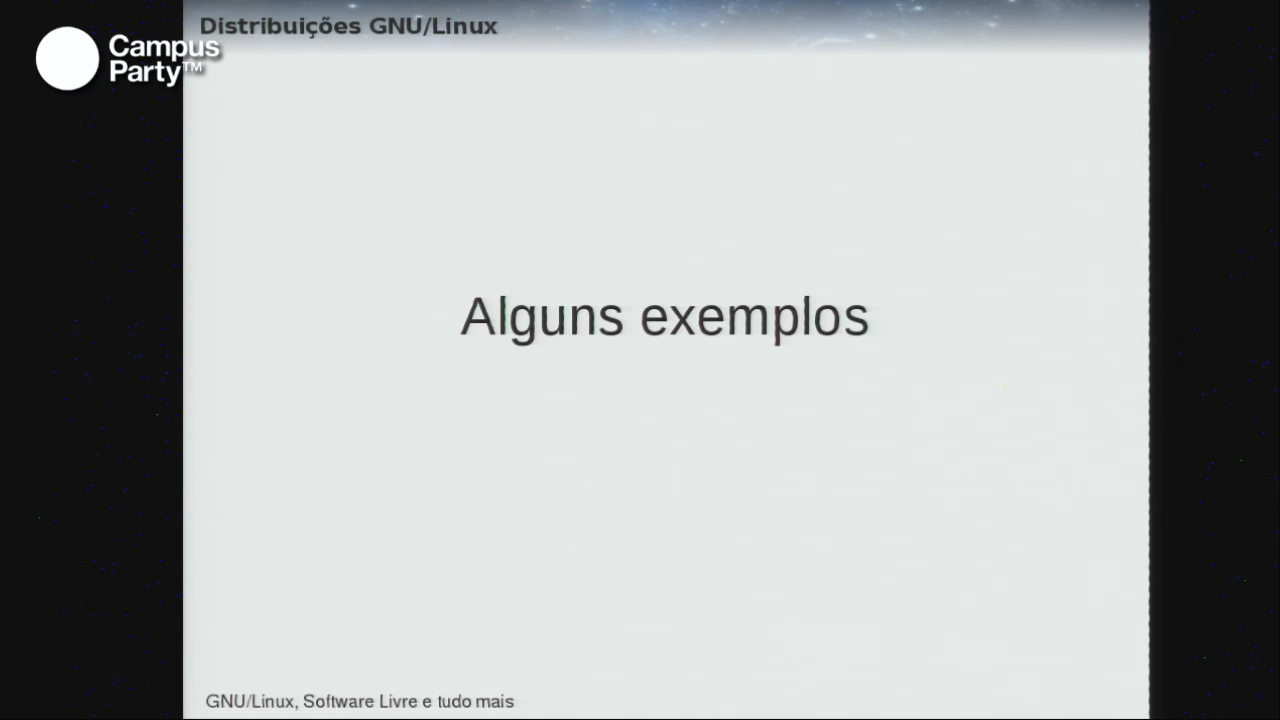 Distribuições GNU/Linux
Campus
Party™
Alguns exemplos
GNU/Linux, Software Livre e tudo mais